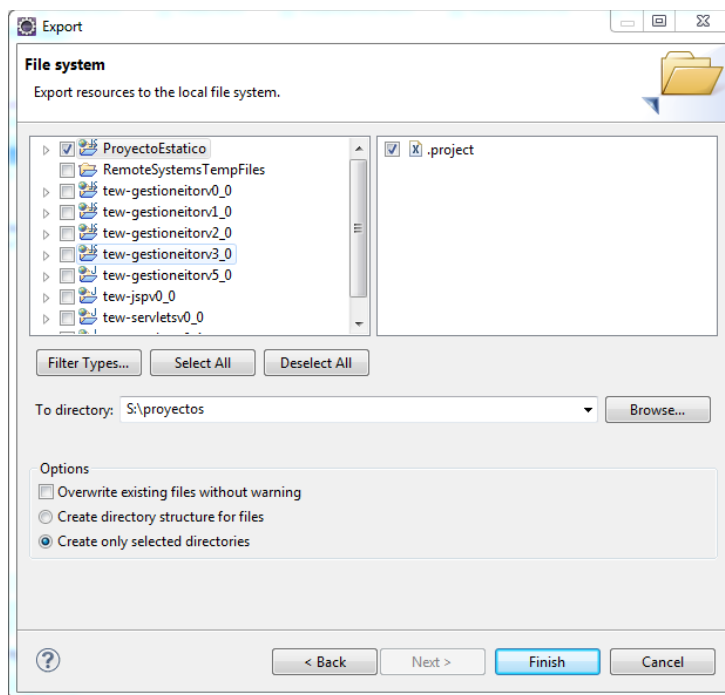 Export
File system
Export resources to the local file system.
ProyectoEstatico
RemoteSystemsTempFiles
tew-gestioneitorv0_0
tew-gestioneitorv1_0
tew-gestioneitorv2_0
tew-gestioneitorv3_0
tew-gestioneitorv5_0
tew-jspv0_0
tew-servletsv0_0
.project
Filter Types...
Select All
Deselect All
To directory:
S:\proyectos
Browse...
Options
Overwrite existing files without warning
Create directory structure for files
Create only selected directories
< Back
Next >
Finish
Cancel